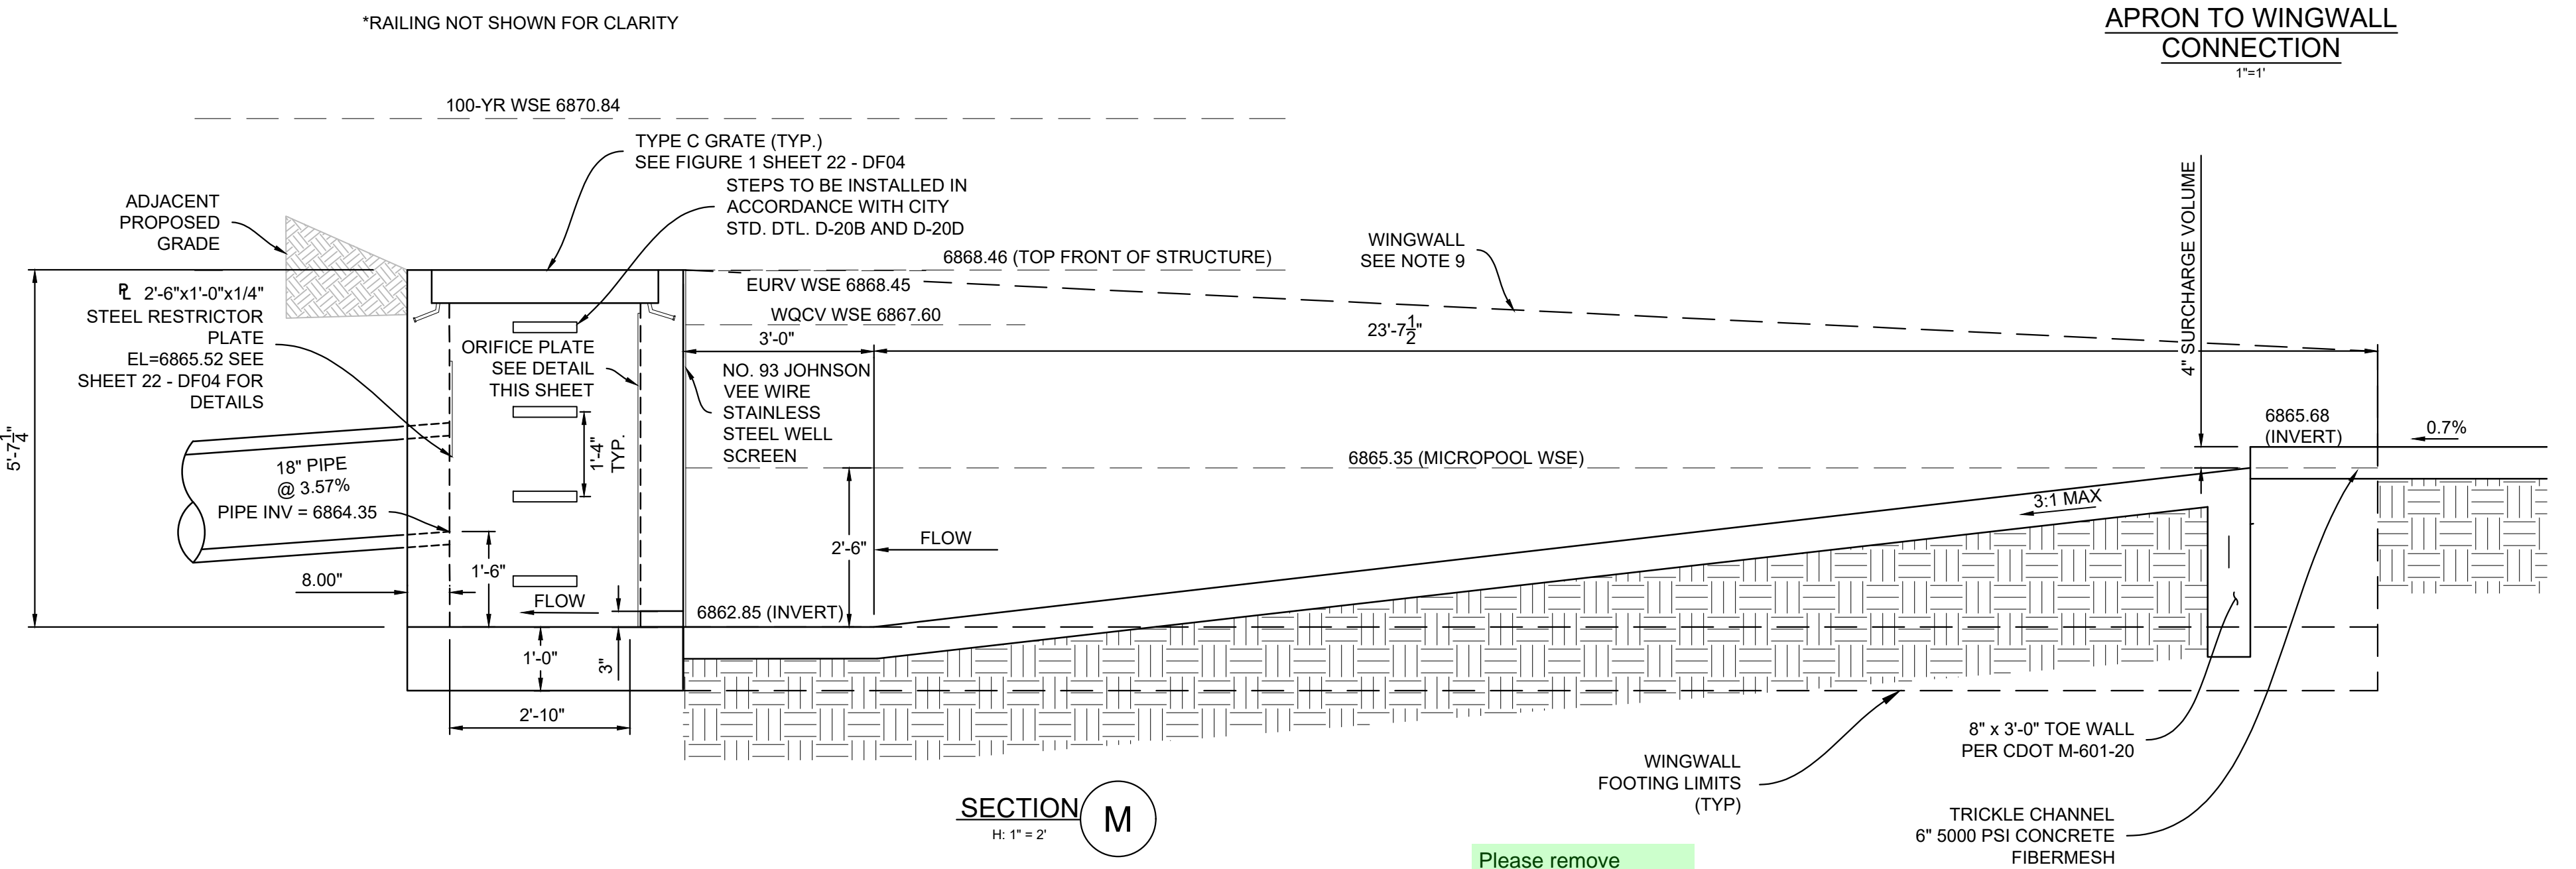 *RAILING NOT SHOWN FOR CLARITY
APRON TO WINGWALL
CONNECTION
1"=1'
100-YR WSE 6870.84
TYPE C GRATE (TYP.)
SEE FIGURE 1 SHEET 22 - DF04
STEPS TO BE INSTALLED IN
ACCORDANCE WITH CITY
STD. DTL. D-20B AND D-20D
ADJACENT
PROPOSED
GRADE
6868.46 (TOP FRONT OF STRUCTURE)
EURV WSE 6868.45
WQCV WSE 6867.60
WINGWALL
SEE NOTE 9
4" SURCHARGE VOLUME
℄ 2'-6"x1'-0"x1/4"
STEEL RESTRICTOR
PLATE
EL=6865.52 SEE
SHEET 22 - DF04 FOR
DETAILS
ORIFICE PLATE
SEE DETAIL
THIS SHEET
3'-0"
23'-7 1/2"
NO. 93 JOHNSON
VEE WIRE
STAINLESS
STEEL WELL
SCREEN
5'-7 1/4"
1'-4"
TYP.
18" PIPE
@ 3.57%
PIPE INV = 6864.35
6865.35 (MICROPOOL WSE)
6865.68
(INVERT)
0.7%
3:1 MAX
2'-6"
FLOW
1'-6"
8.00"
FLOW
6862.85 (INVERT)
1'-0"
3"
2'-10"
8" x 3'-0" TOE WALL
PER CDOT M-601-20
WINGWALL
FOOTING LIMITS
(TYP)
TRICKLE CHANNEL
6" 5000 PSI CONCRETE
FIBERMESH
SECTION
M
H: 1" = 2'
Please remove